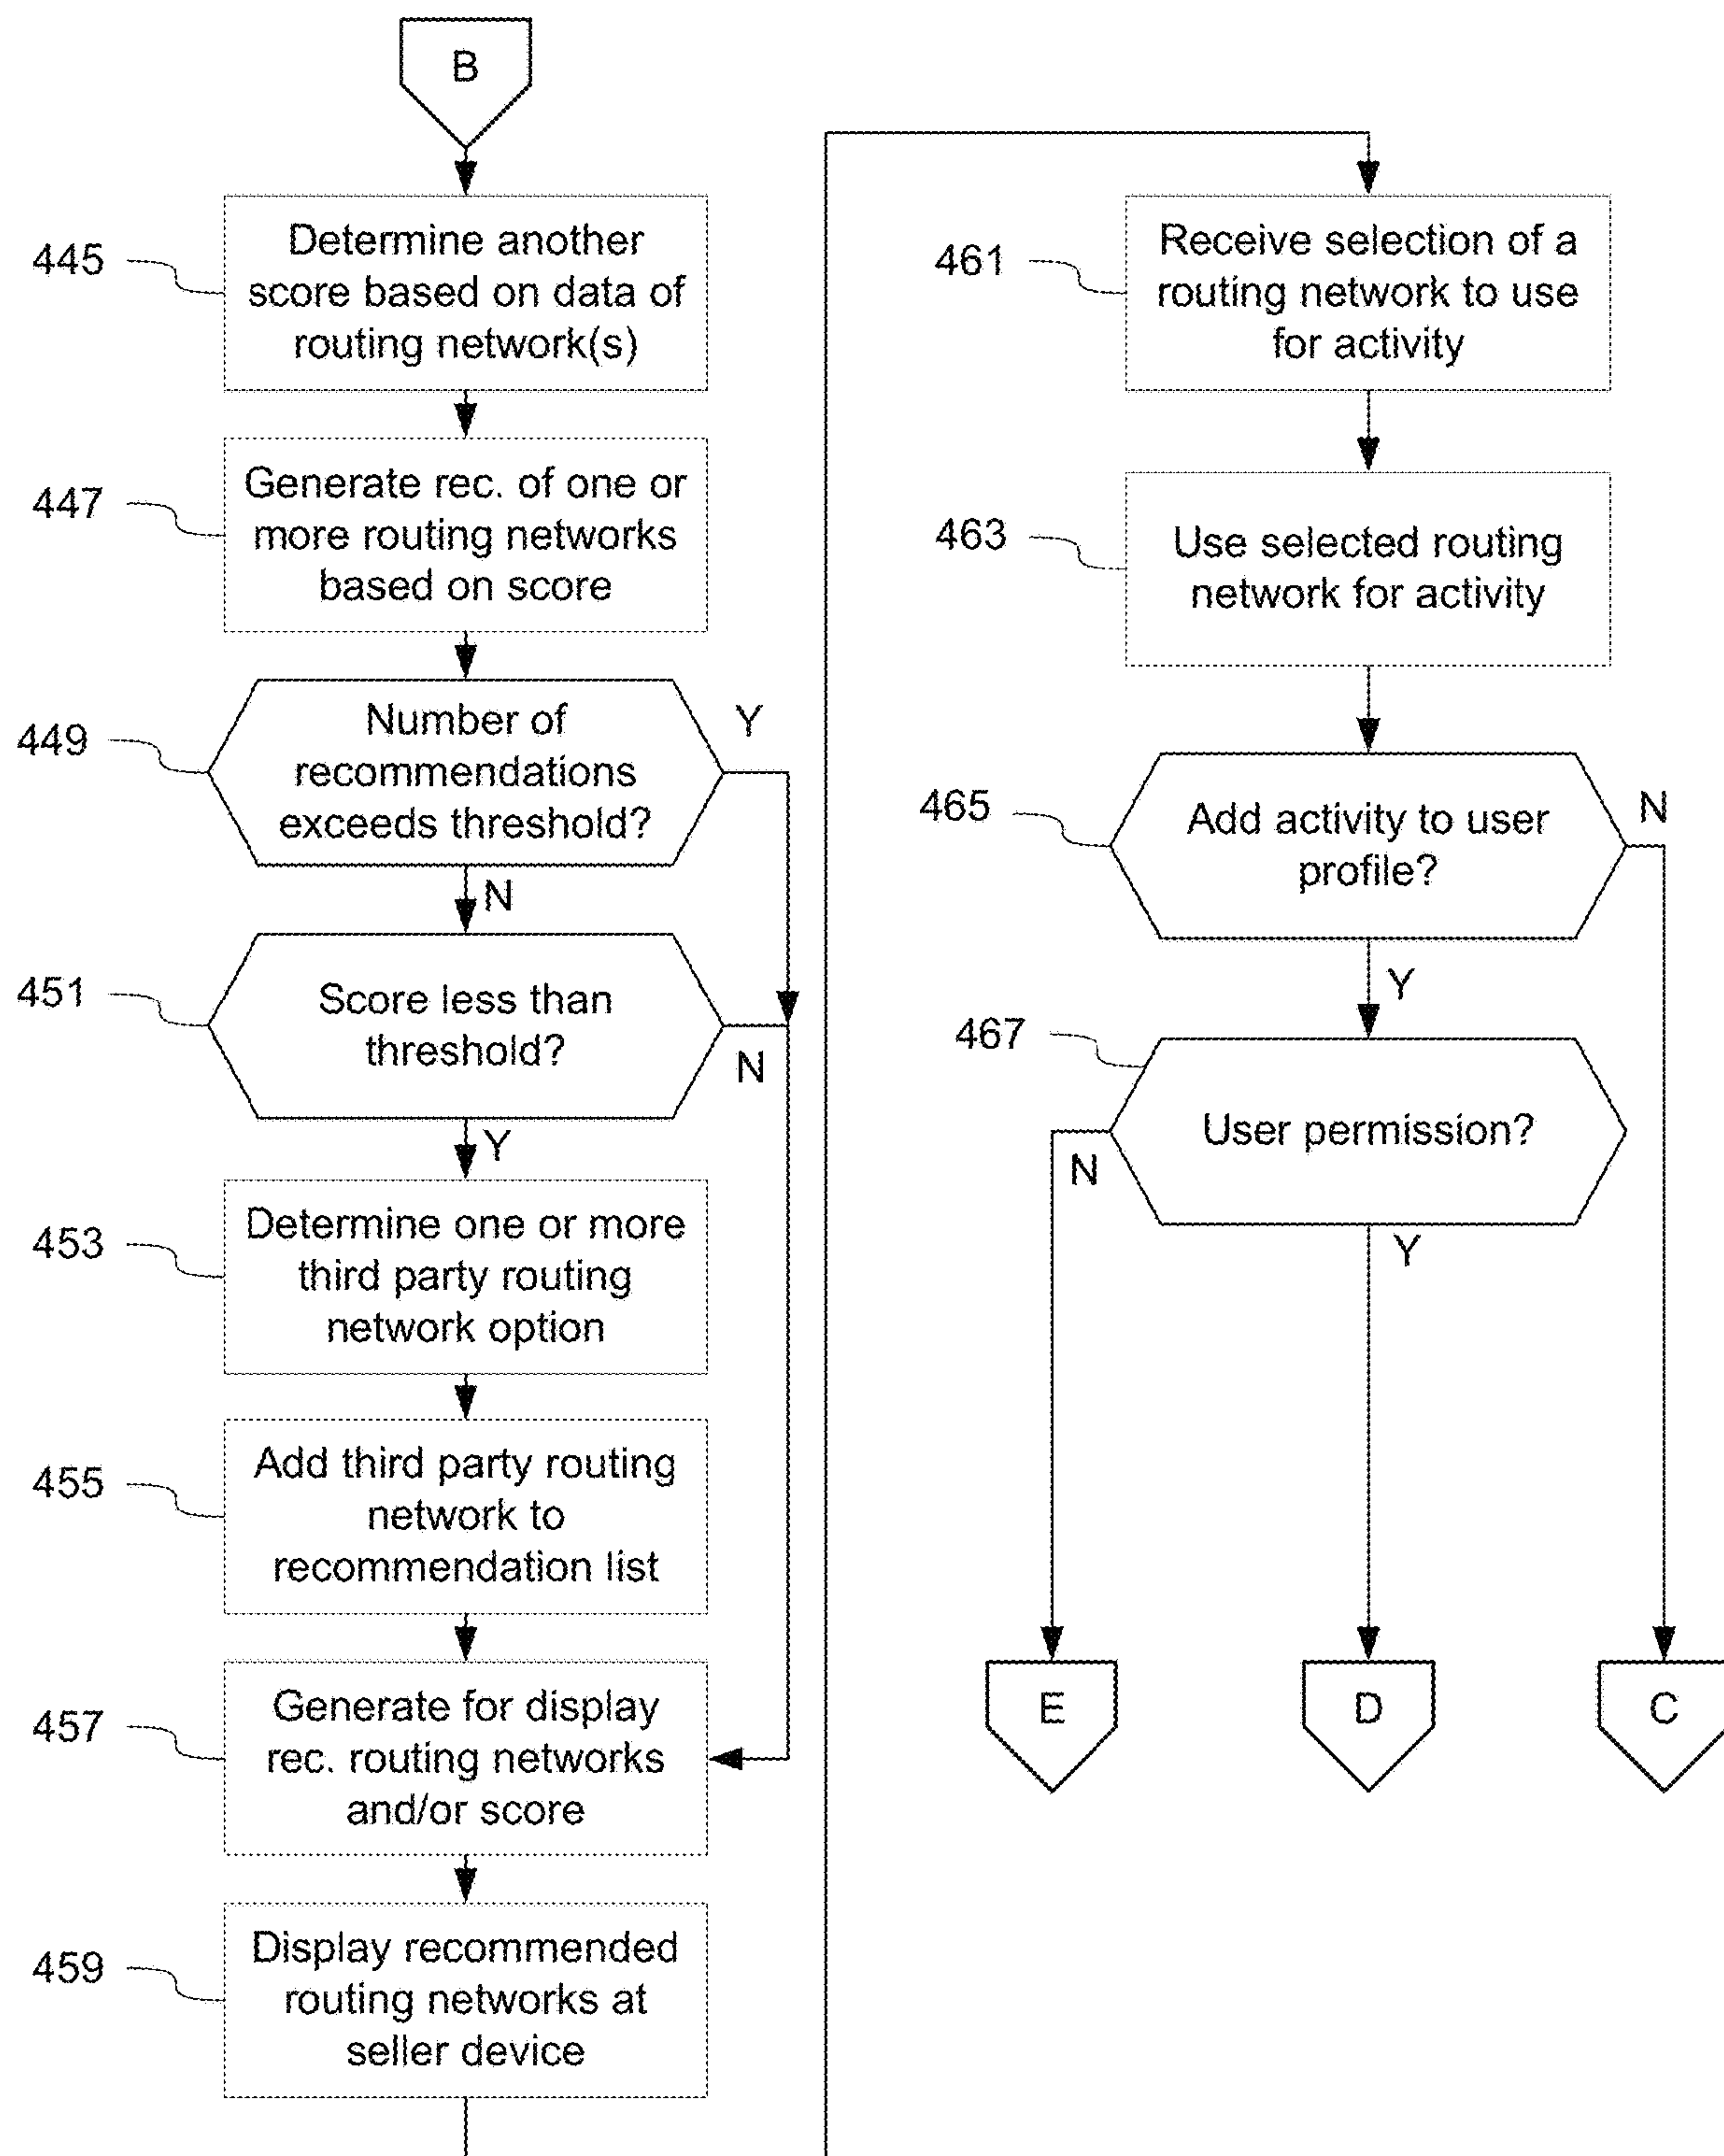 B
445
Determine another
score based on data of
routing network(s)
447
Generate rec. of one or
more routing networks
based on score
449
Number of
recommendations
exceeds threshold?
Y
N
451
Score less than
threshold?
N
Y
453
Determine one or more
third party routing
network option
455
Add third party routing
network to
recommendation list
457
Generate for display
rec. routing networks
and/or score
459
Display recommended
routing networks at
seller device
461
Receive selection of a
routing network to use
for activity
463
Use selected routing
network for activity
465
Add activity to user
profile?
N
Y
467
User permission?
N
Y
E
D
C